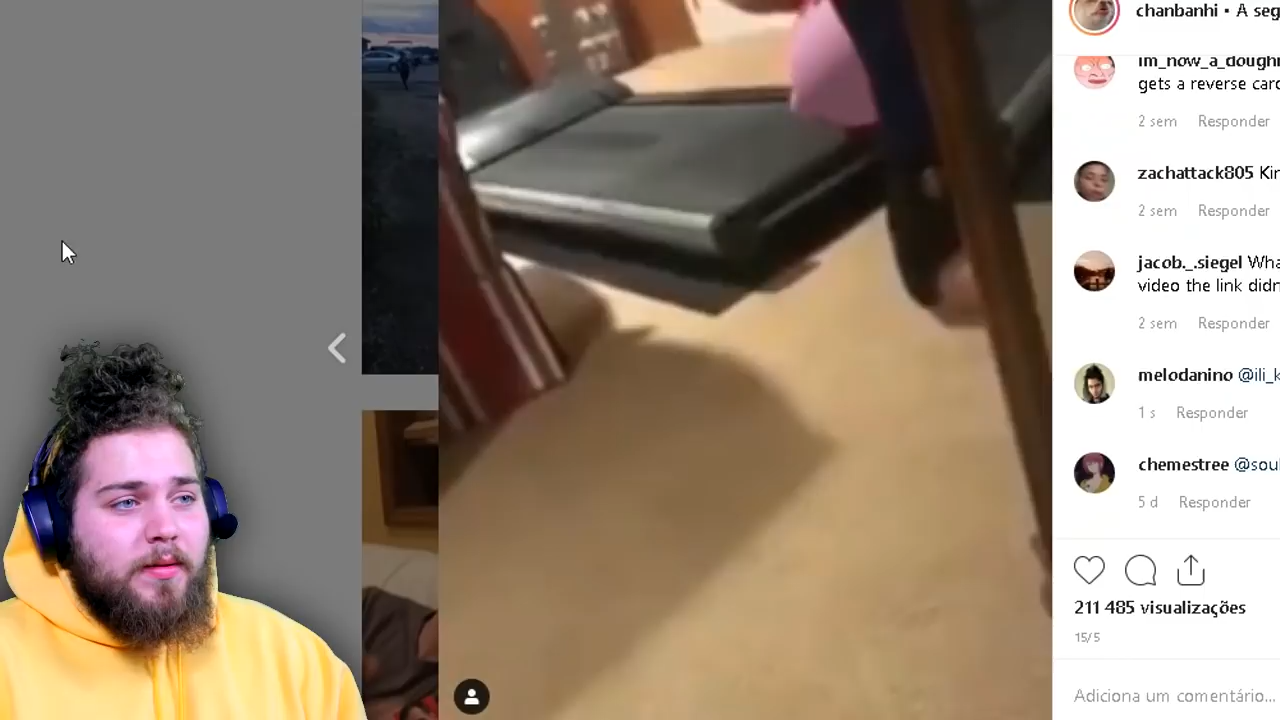 chanbanhi • A seg
im_now_a_doughn
gets a reverse card
2 sem Responder
zachattack805 Kin
2 sem Responder
jacob._.siegel Wha
video the link didn
2 sem Responder
melodanino @ili_k
1 s Responder
chemestree @soul
5 d Responder
211 485 visualizações
15/5
Adiciona um comentário...